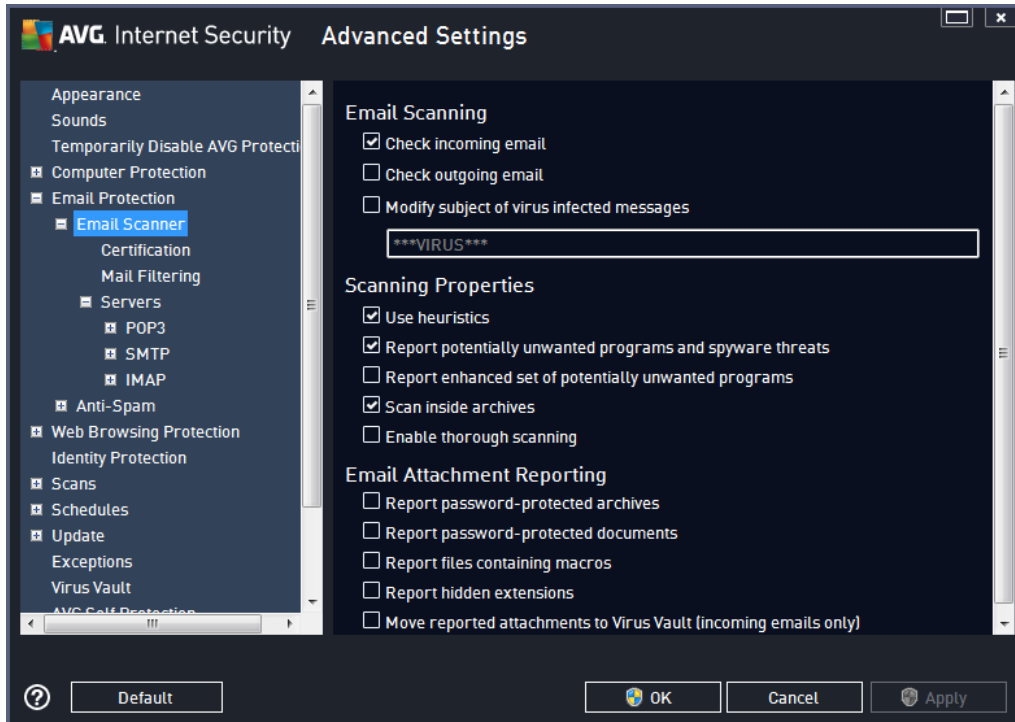 AVG. Internet Security Advanced Settings
Appearance
Sounds
Temporarily Disable AVG Protecti
Computer Protection
Email Protection
Email Scanner
Certification
Mail Filtering
Servers
POP3
SMTP
IMAP
Anti-Spam
Web Browsing Protection
Identity Protection
Scans
Schedules
Update
Exceptions
Virus Vault
AVG Self Protection
Email Scanning
Check incoming email
Check outgoing email
Modify subject of virus infected messages
***VIRUS***
Scanning Properties
Use heuristics
Report potentially unwanted programs and spyware threats
Report enhanced set of potentially unwanted programs
Scan inside archives
Enable thorough scanning
Email Attachment Reporting
Report password-protected archives
Report password-protected documents
Report files containing macros
Report hidden extensions
Move reported attachments to Virus Vault (incoming emails only)
? Default OK Cancel Apply